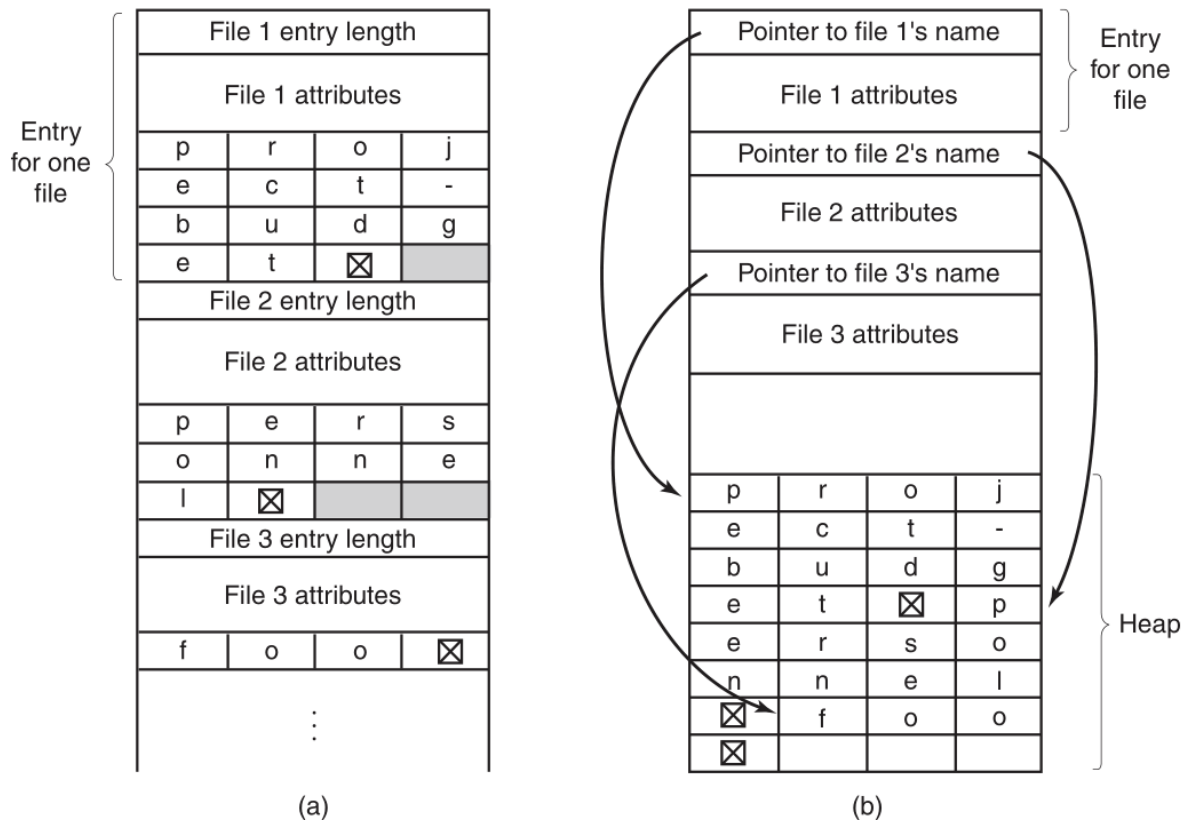 File 1 entry length
File 1 attributes
Entry
for one
file
p r o j
e c t -
b u d g
e t
File 2 entry length
File 2 attributes
p e r s
o n n e
l
File 3 entry length
File 3 attributes
f o o
⋮
(a)
Pointer to file 1's name
File 1 attributes
Entry
for one
file
Pointer to file 2's name
File 2 attributes
Pointer to file 3's name
File 3 attributes
p r o j
e c t -
b u d g
e t p
e r s o
n n e l
f o o
Heap
(b)